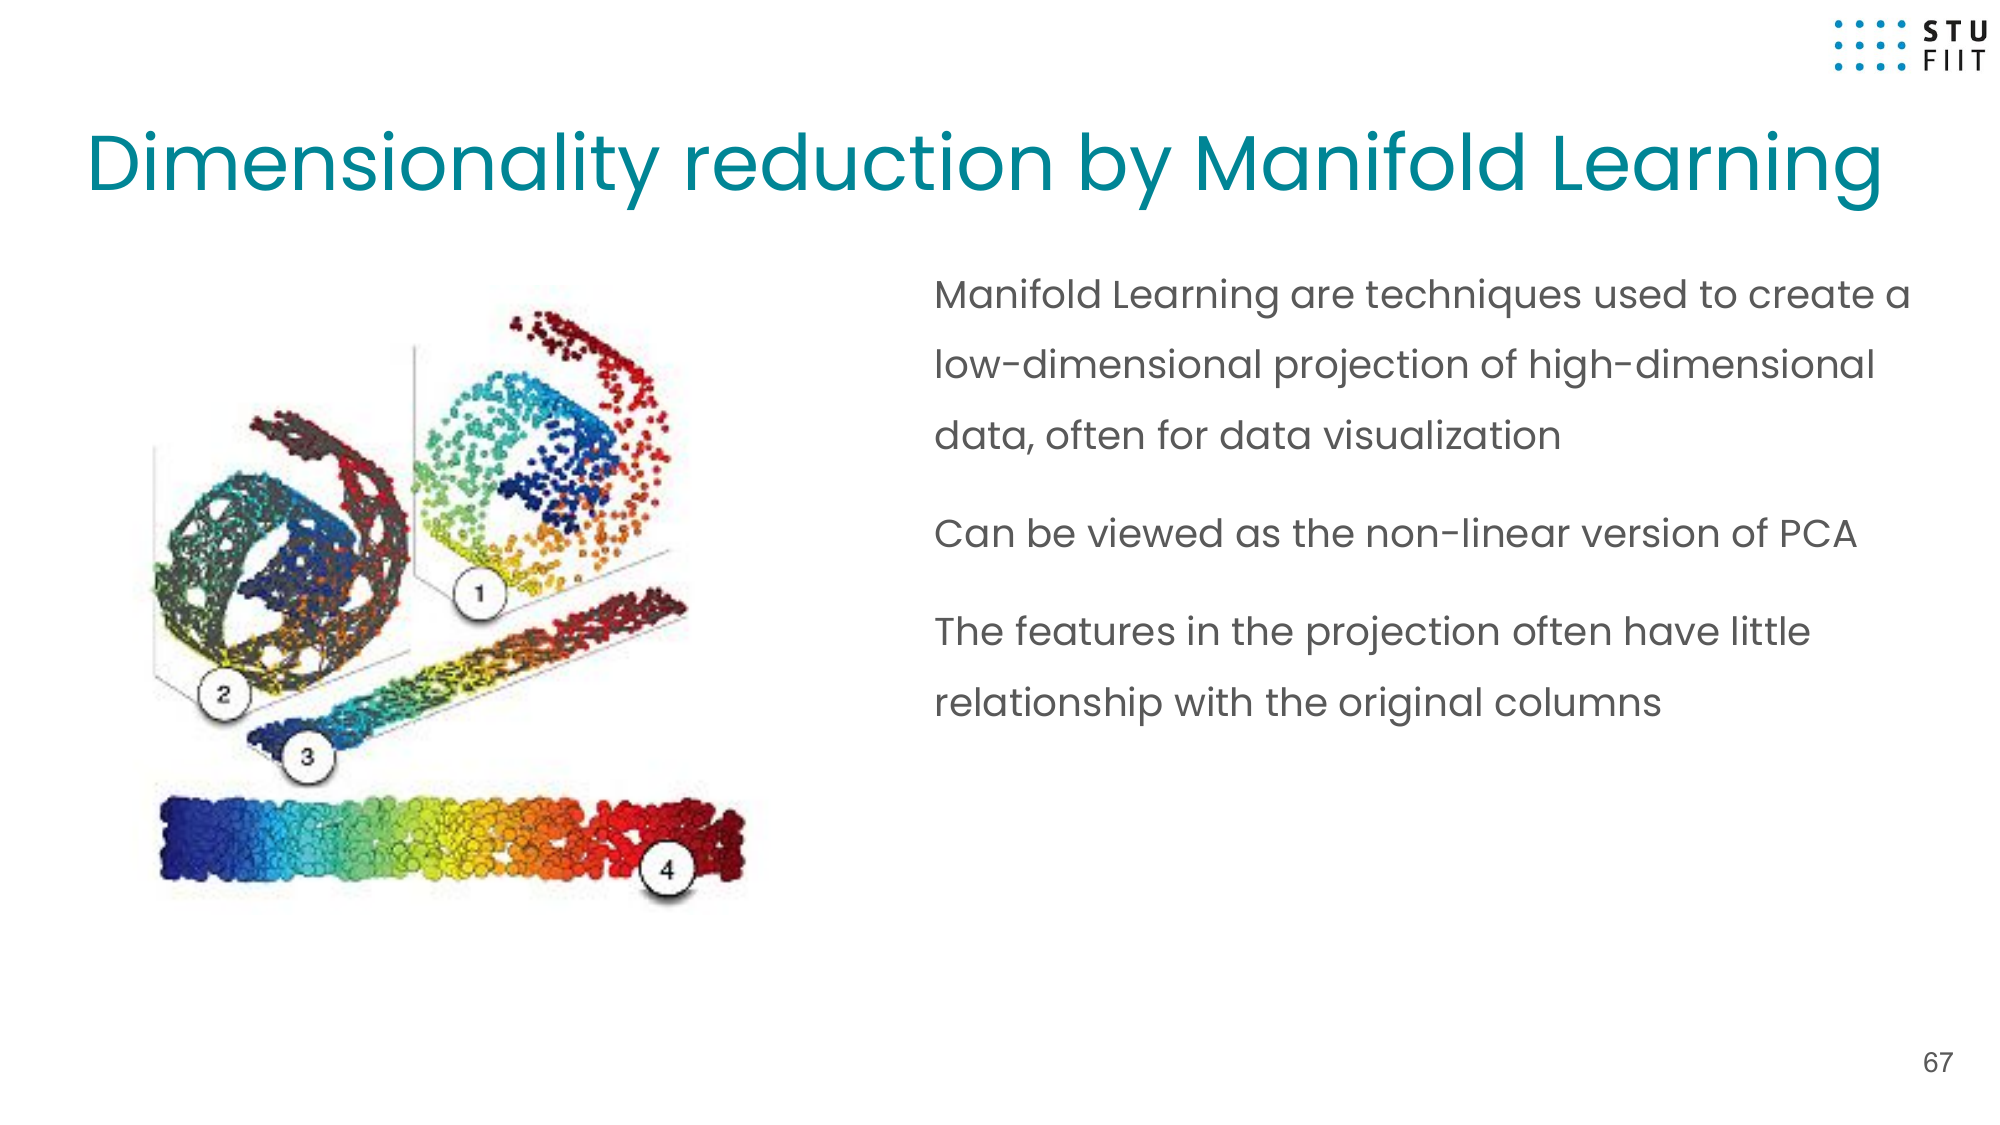 STU
FIIT
Dimensionality reduction by Manifold Learning
Manifold Learning are techniques used to create a
low-dimensional projection of high-dimensional
data, often for data visualization
Can be viewed as the non-linear version of PCA
The features in the projection often have little
relationship with the original columns
1
2
3
4
67